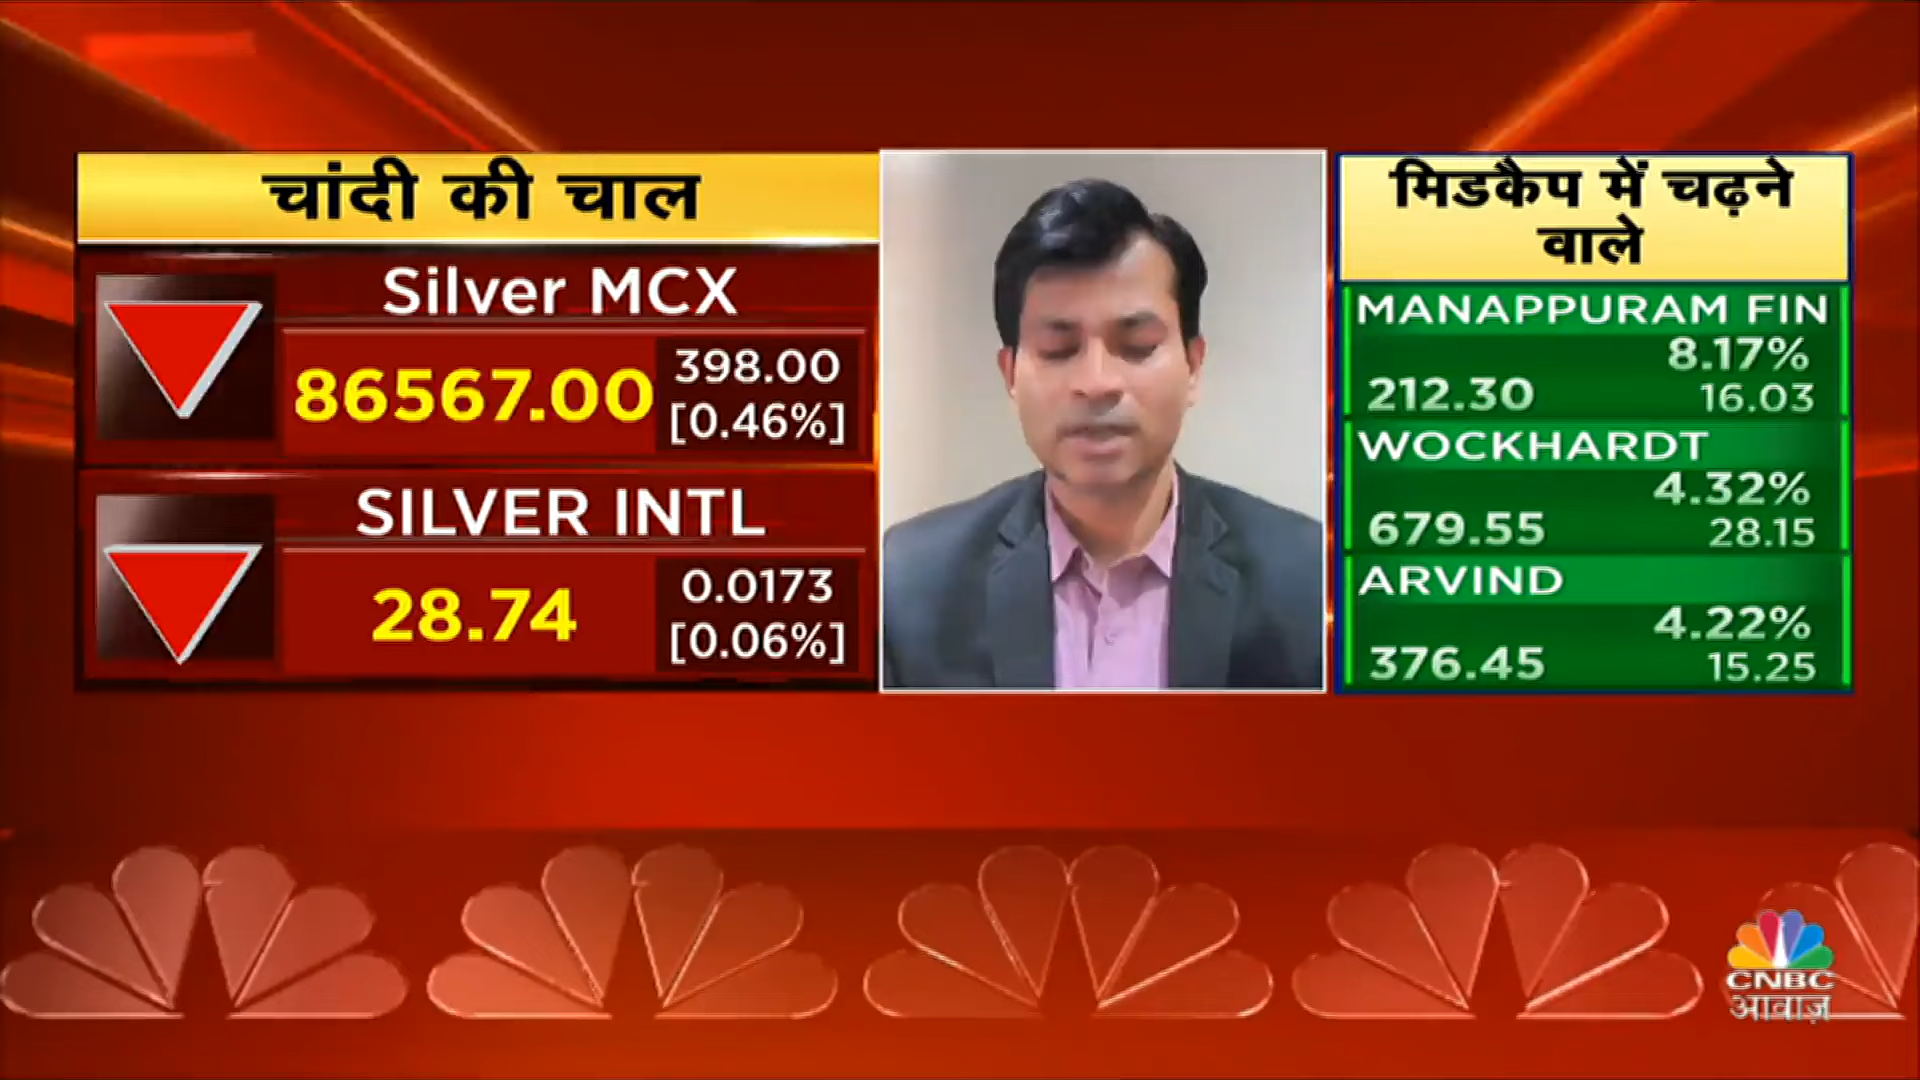 चांदी की चाल
Silver MCX
86567.00
398.00
[0.46%]
SILVER INTL
28.74
0.0173
[0.06%]
मिडकैप में चढ़ने
वाले
MANAPPURAM FIN
8.17%
212.30
16.03
WOCKHARDT
4.32%
679.55
28.15
ARVIND
4.22%
376.45
15.25
CNBC
आवाज़